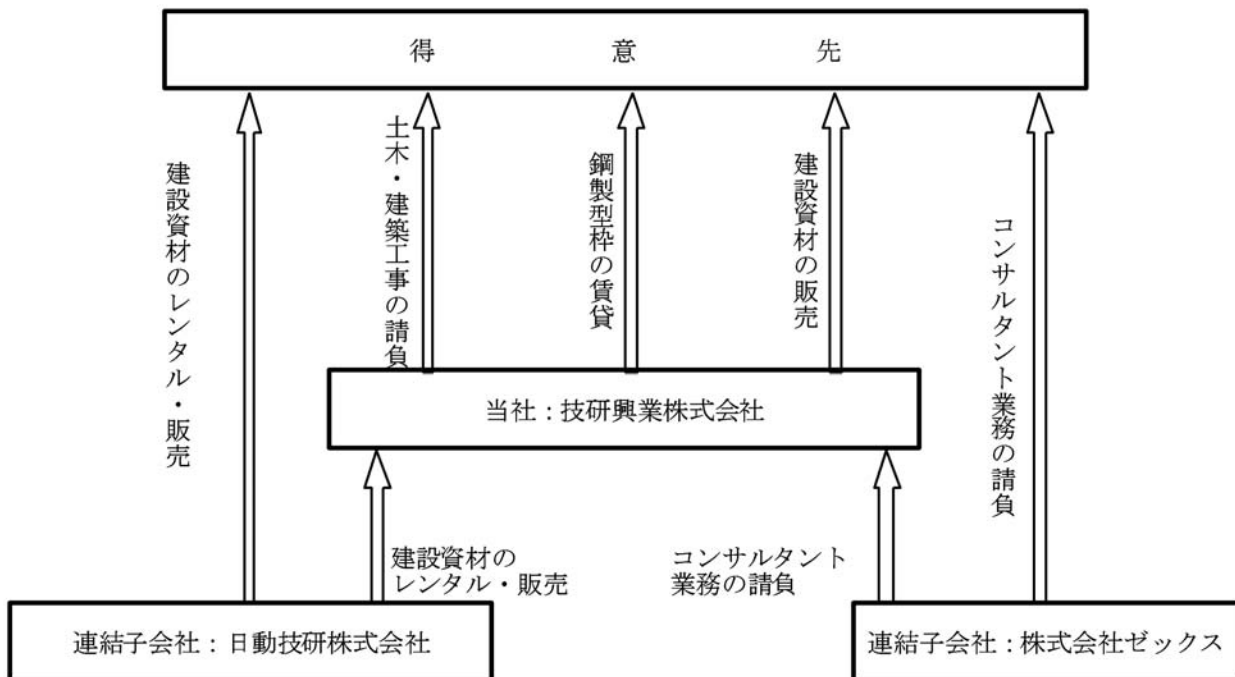 得意先
建設資材のレンタル・販売
土木・建築工事の請負
鋼製型枠の賃貸
建設資材の販売
コンサルタント業務の請負
当社：技研興業株式会社
建設資材の
レンタル・販売
コンサルタント
業務の請負
連結子会社：日動技研株式会社
連結子会社：株式会社ゼックス